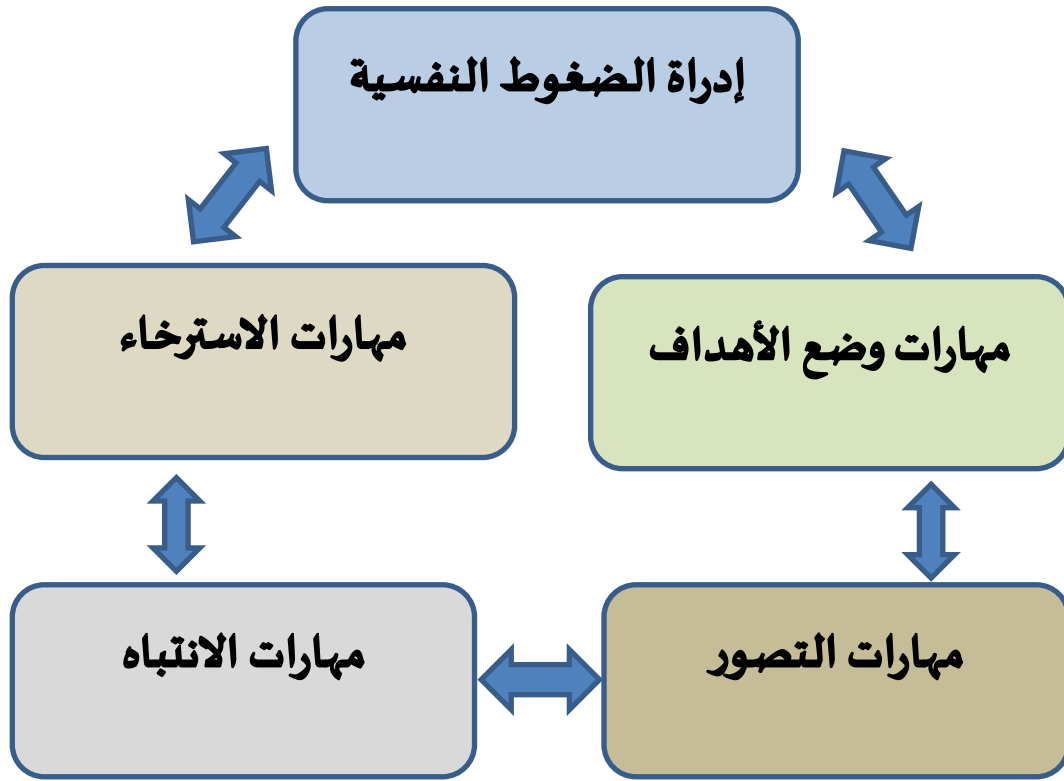 إدراة الضغوط النفسية
مهارات وضع الأهداف
مهارات الاسترخاء
مهارات التصور
مهارات الانتباه